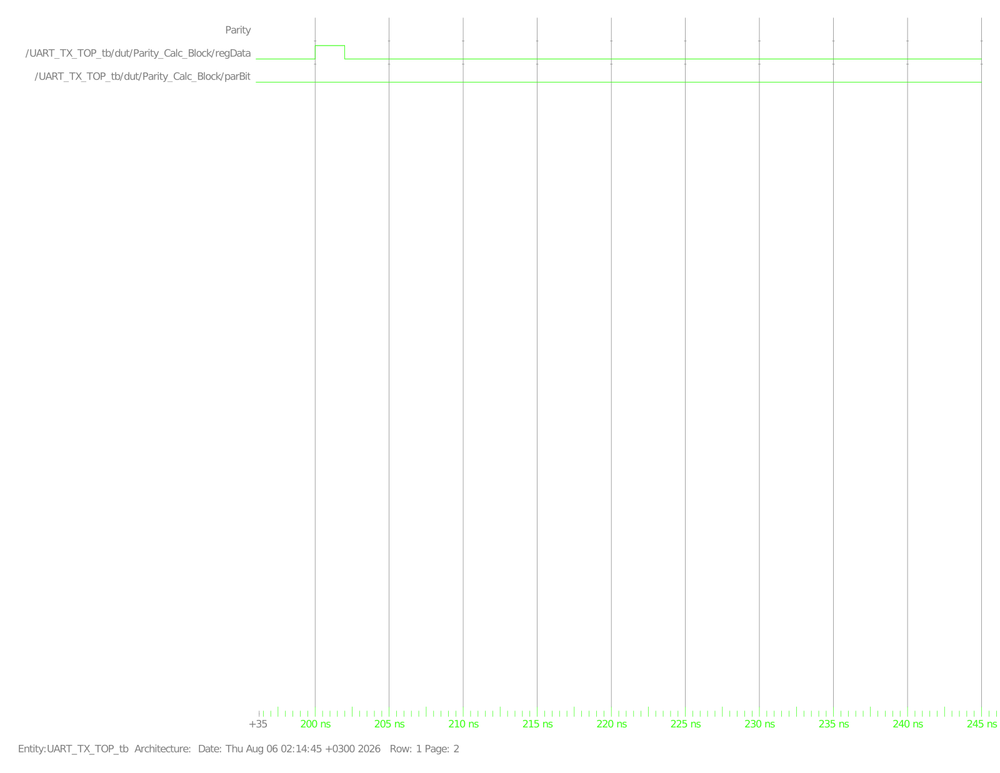 Parity
/UART_TX_TOP_tb/dut/Parity_Calc_Block/regData
/UART_TX_TOP_tb/dut/Parity_Calc_Block/parBit
+35 200 ns 205 ns 210 ns 215 ns 220 ns 225 ns 230 ns 235 ns 240 ns 245 ns
Entity:UART_TX_TOP_tb Architecture: Date: Thu Aug 06 02:14:45 +0300 2026 Row: 1 Page: 2